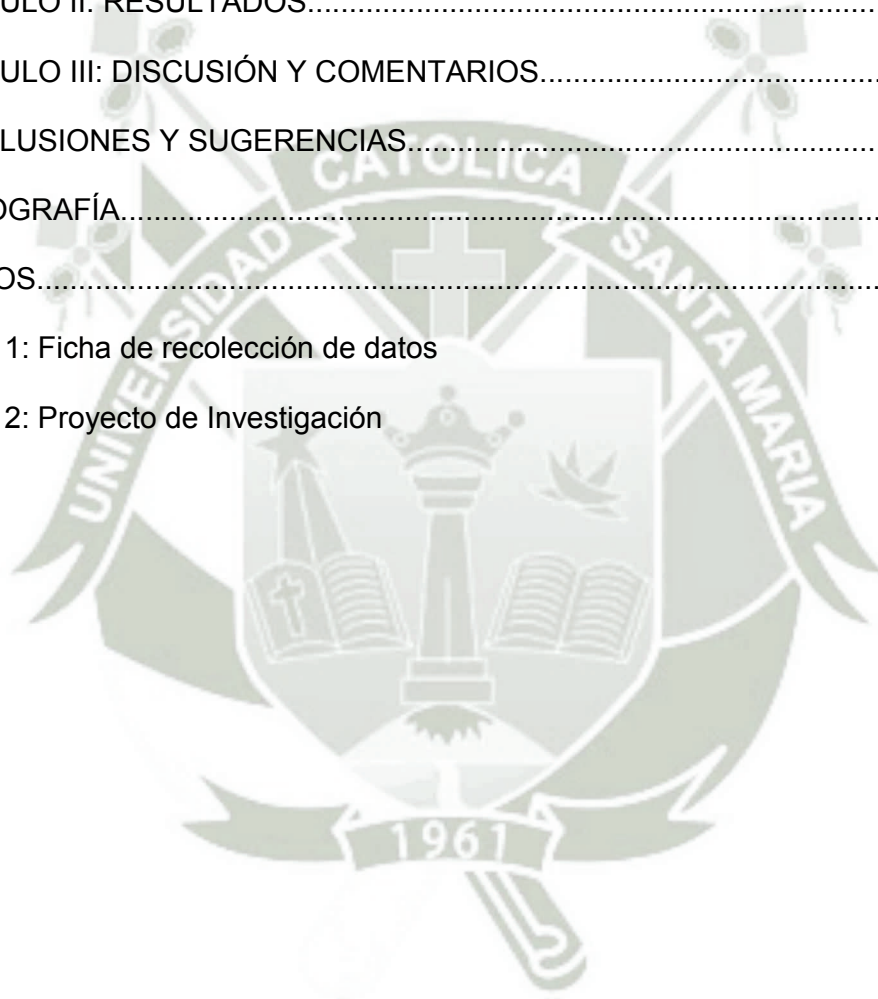 ULO II: RESULTADOS..........................................................................
ULO III: DISCUSIÓN Y COMENTARIOS.............................................
LUSIONES Y SUGERENCIAS...............................................................
OGRAFÍA..............................................................................................
OS.........................................................................................................
1: Ficha de recolección de datos
2: Proyecto de Investigación
UNIVERSIDAD CATOLICA SANTA MARIA
1961